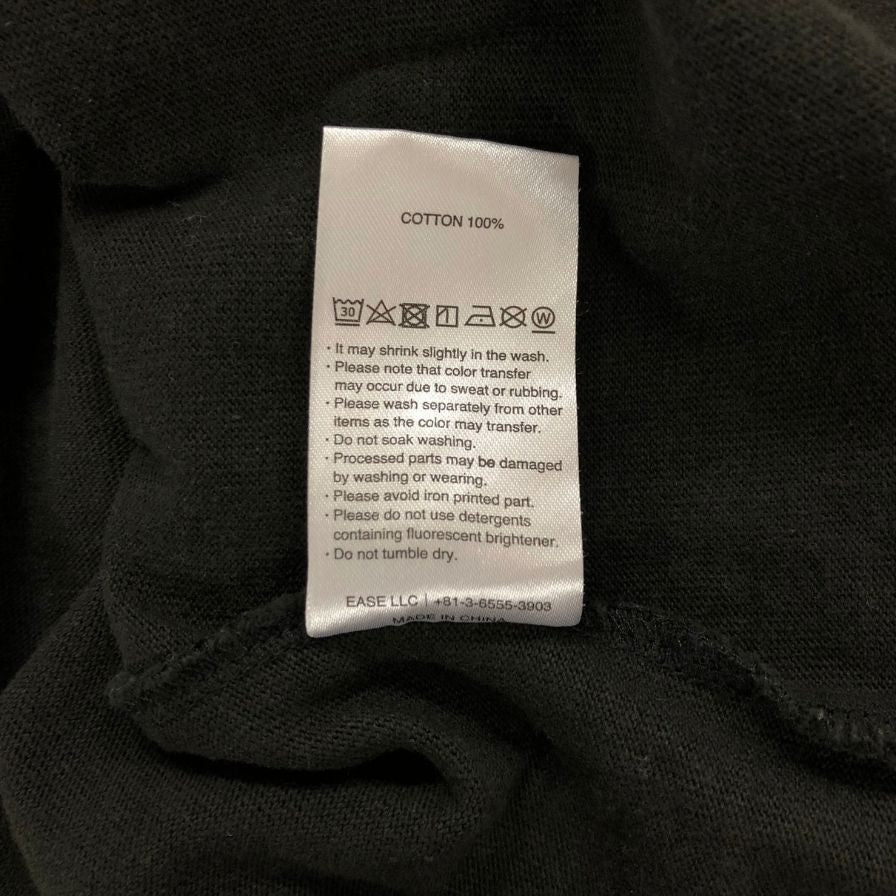 COTTON 100%
30 W
· It may shrink slightly in the wash.
· Please note that color transfer
may occur due to sweat or rubbing.
· Please wash separately from other
items as the color may transfer.
· Do not soak washing.
· Processed parts may be damaged
by washing or wearing.
· Please avoid iron printed part.
· Please do not use detergents
containing fluorescent brightener.
· Do not tumble dry.
EASE LLC | +81-3-6555-3903
MADE IN CHINA